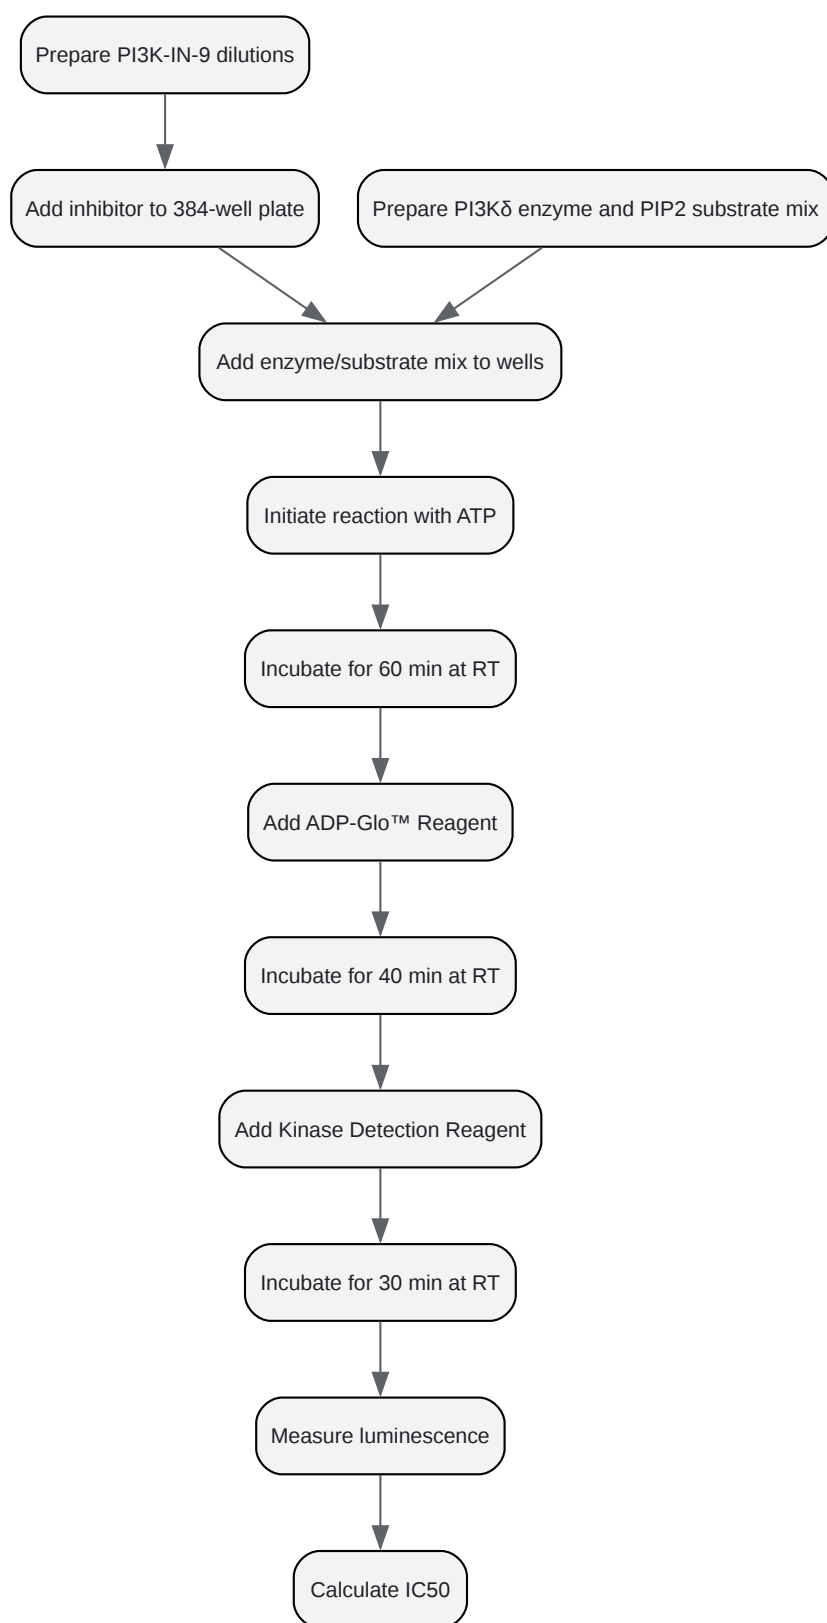 Prepare PI3K-IN-9 dilutions
Add inhibitor to 384-well plate
Prepare PI3Kδ enzyme and PIP2 substrate mix
Add enzyme/substrate mix to wells
Initiate reaction with ATP
Incubate for 60 min at RT
Add ADP-Glo™ Reagent
Incubate for 40 min at RT
Add Kinase Detection Reagent
Incubate for 30 min at RT
Measure luminescence
Calculate IC50